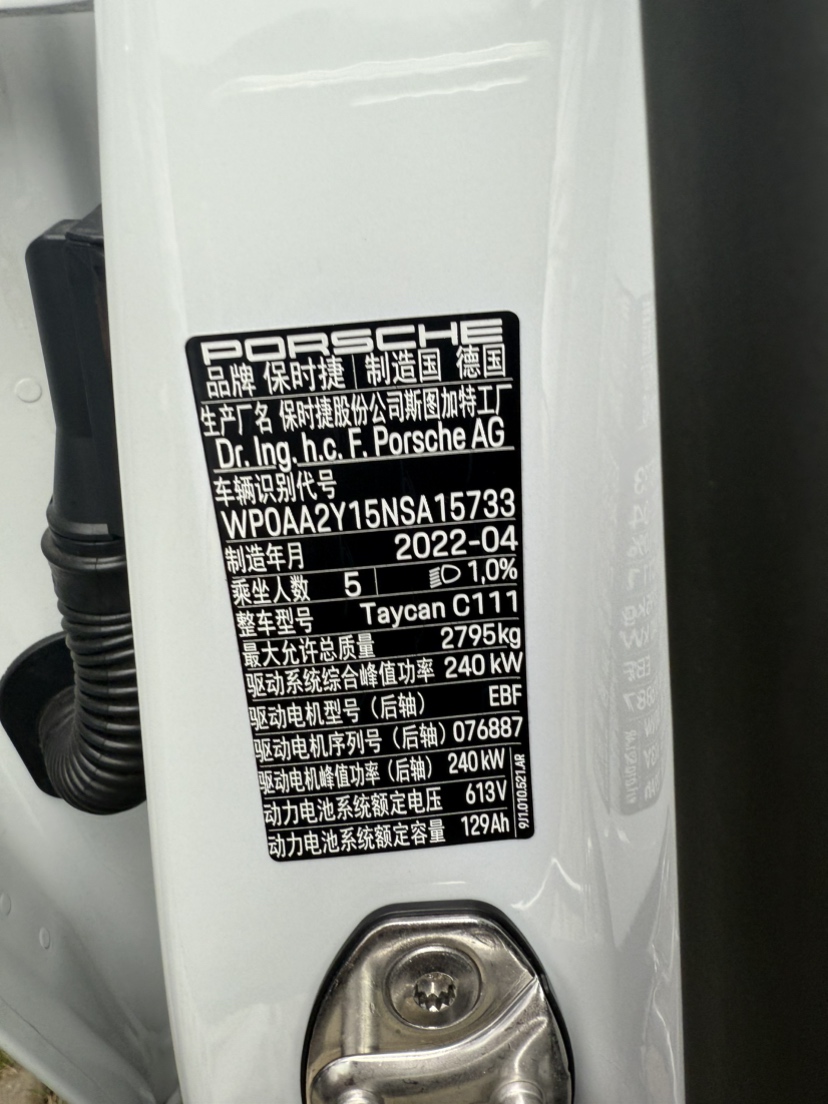 PORSCHE
品牌 保时捷 制造国 德国
生产厂名 保时捷股份公司斯图加特工厂
Dr. Ing. h.c. F. Porsche AG
车辆识别代号
WP0AA2Y15NSA15733
制造年月 2022-04
乘坐人数 5 1,0%
整车型号 Taycan C111
最大允许总质量 2795kg
驱动系统综合峰值功率 240 kW
驱动电机型号（后轴） EBF
驱动电机序列号（后轴） 076887
驱动电机峰值功率（后轴） 240 kW
动力电池系统额定电压 613V
动力电池系统额定容量 129Ah
9J1.010.521.AR